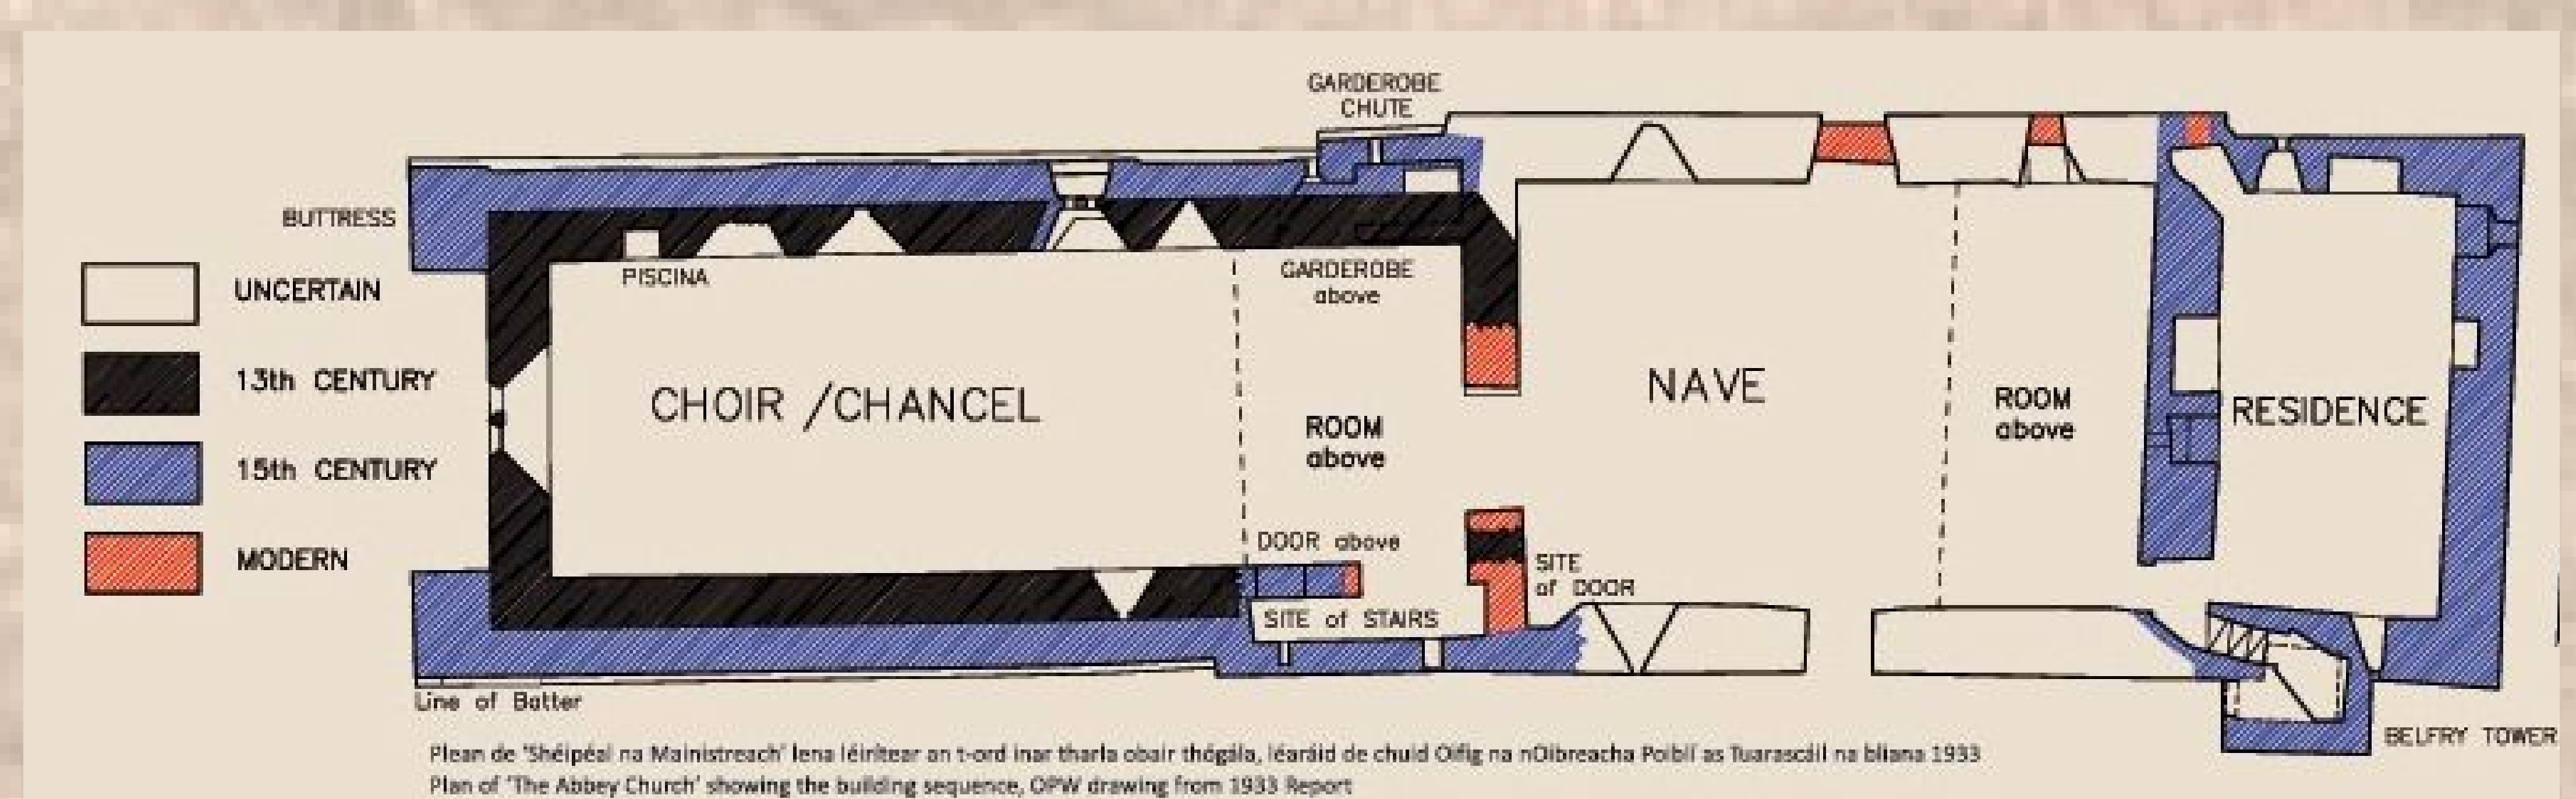 GARDEROBE
CHUTE
BUTTRESS
PISCINA
GARDEROBE
above
UNCERTAIN
13th CENTURY
15th CENTURY
MODERN
CHOIR /CHANCEL
NAVE
ROOM
above
ROOM
above
RESIDENCE
DOOR above
SITE
of DOOR
SITE of STAIRS
Line of Batter
BELFRY TOWER
Plean de 'Shéipéal na Mainistreach' lena léirítear an t-ord inar tharla obair thógála, léaráid de chuid Oifig na nOibreacha Poiblí as Tuarascáil na bliana 1933
Plan of 'The Abbey Church' showing the building sequence, OPW drawing from 1933 Report